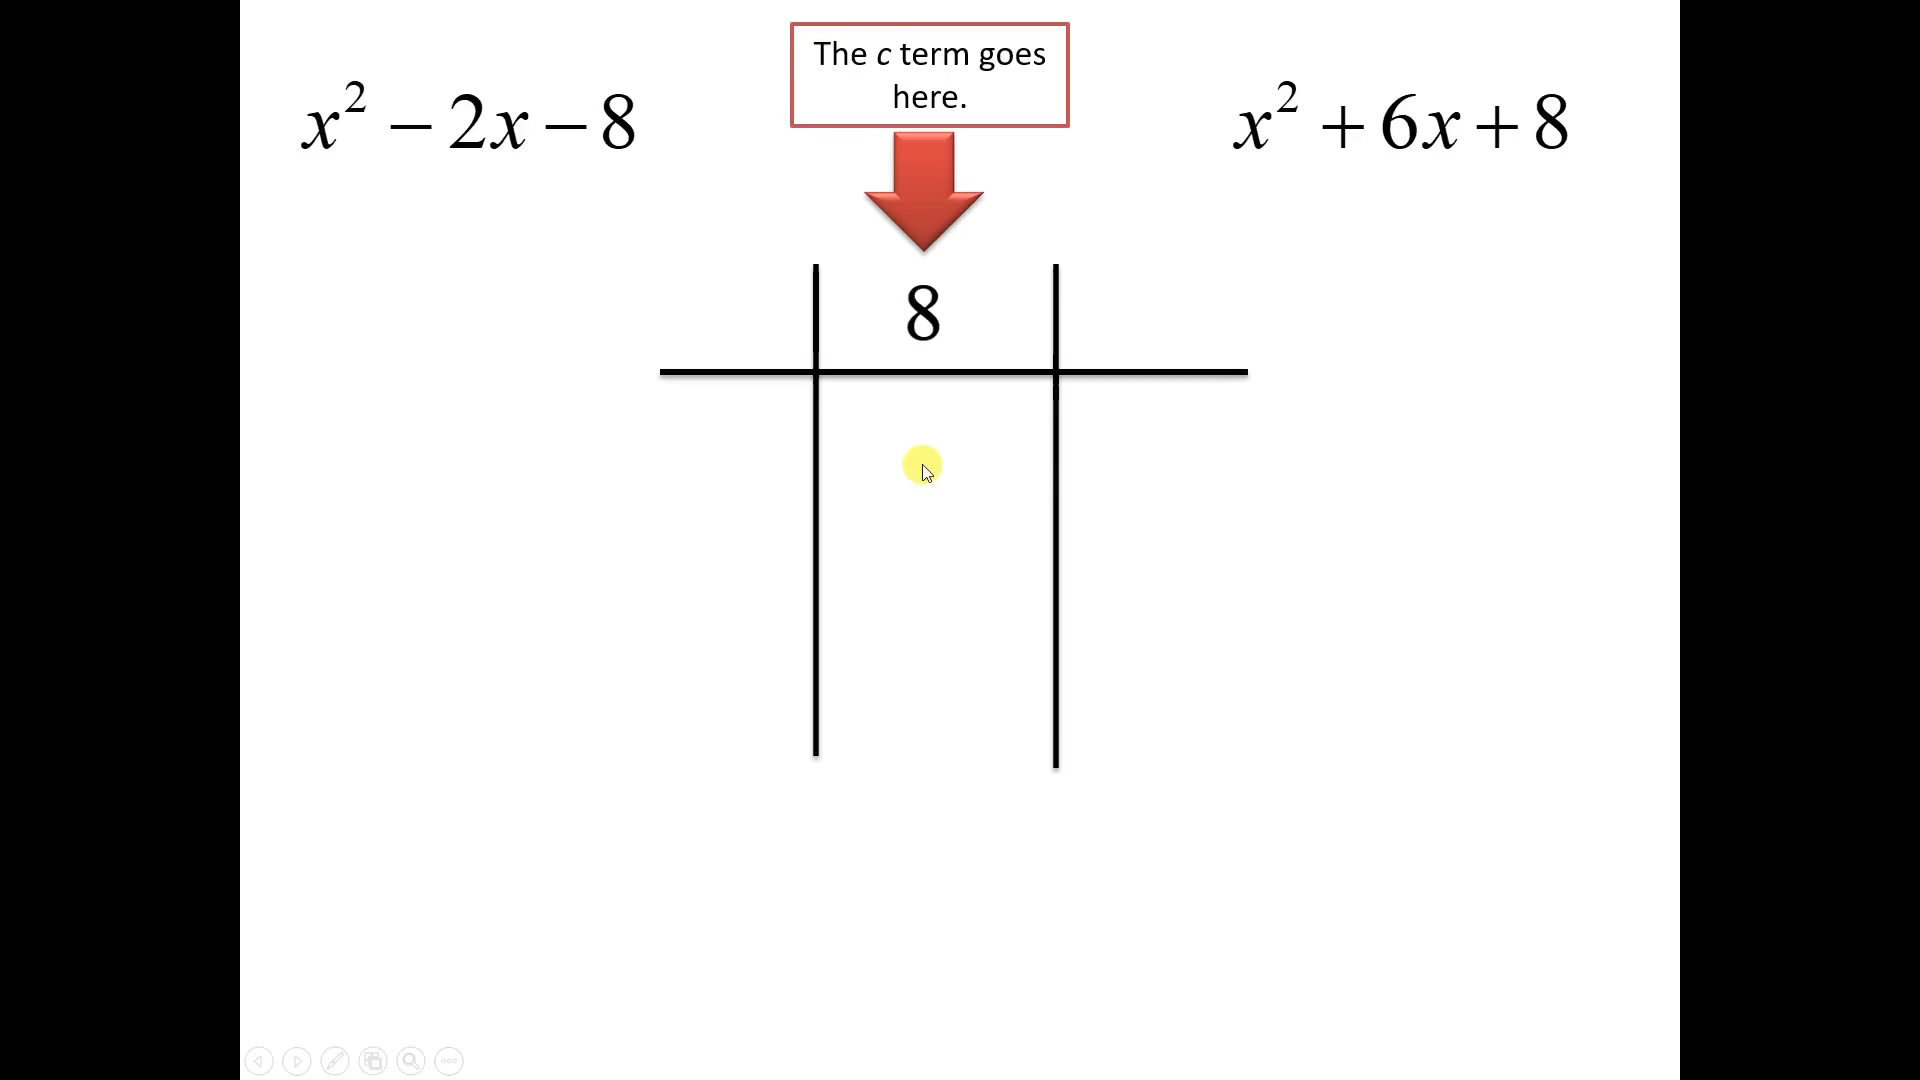 x² − 2x − 8
The c term goes
here.
x² + 6x + 8
8